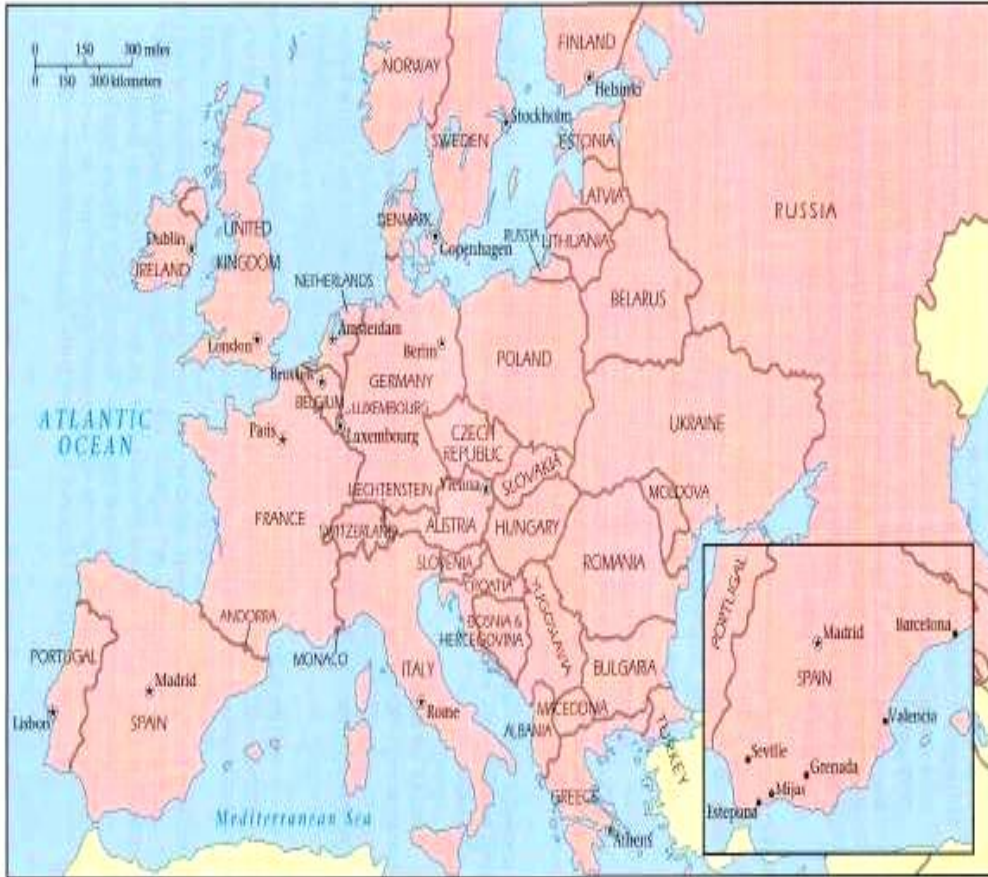 0 150 300 miles
0 150 300 kilometers
NORWAY
FINLAND
Helsinki
Stockholm
SWEDEN
ESTONIA
LATVIA
RUSSIA
DENMARK
Copenhagen
RUSSIA
LITHUANIA
UNITED
KINGDOM
Dublin
IRELAND
NETHERLANDS
BELARUS
London
Amsterdam
Berlin
POLAND
Brussels
GERMANY
BELGIUM
LUXEMBOURG
Luxembourg
ATLANTIC
OCEAN
Paris
CZECH
REPUBLIC
UKRAINE
SLOVAKIA
Vienna
LIECHTENSTEIN
MOLDOVA
FRANCE
SWITZERLAND
AUSTRIA
HUNGARY
SLOVENIA
ROMANIA
CROATIA
YUGOSLAVIA
BOSNIA &
HERCEGOVINA
ANDORRA
MONACO
PORTUGAL
Madrid
ITALY
BULGARIA
Lisbon
SPAIN
Rome
MACEDONIA
ALBANIA
TURKEY
GREECE
Mediterranean Sea
Athens
PORTUGAL
Madrid
Barcelona
SPAIN
Valencia
Seville
Grenada
Mijas
Estepona